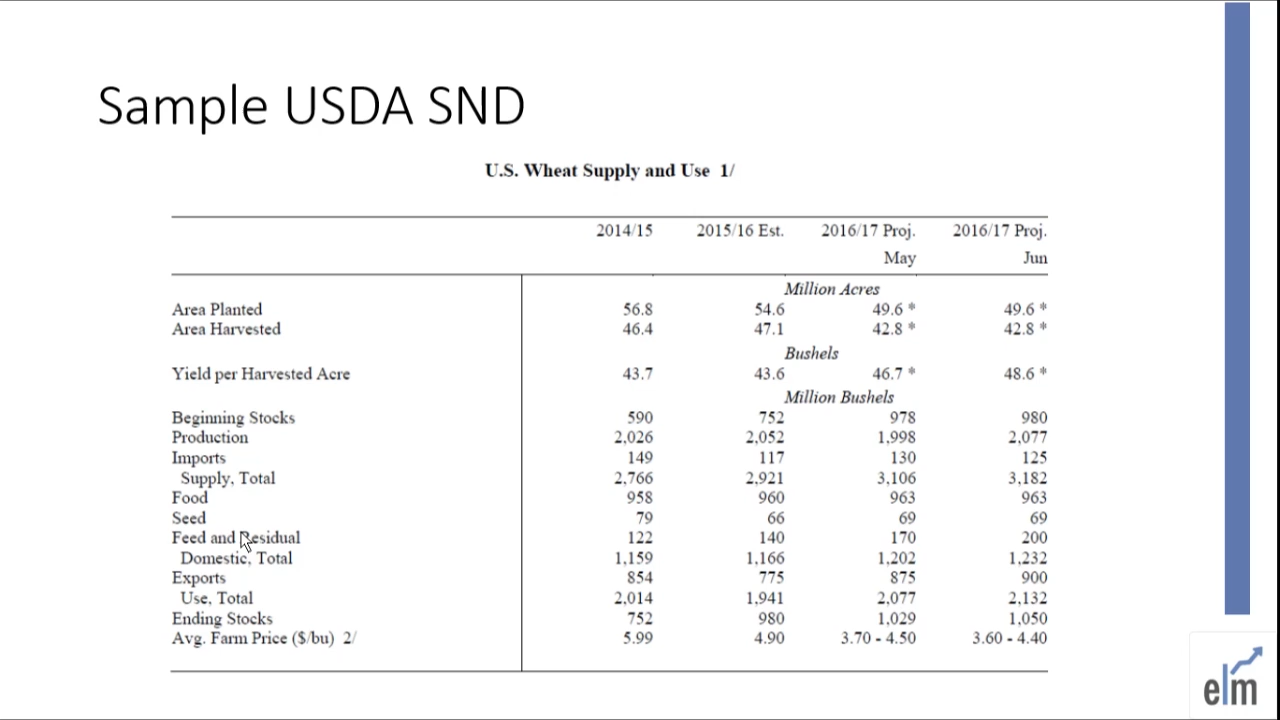 Sample USDA SND
U.S. Wheat Supply and Use 1/
2014/15 2015/16 Est. 2016/17 Proj. 2016/17 Proj.
May Jun
Million Acres
Area Planted 56.8 54.6 49.6 * 49.6 *
Area Harvested 46.4 47.1 42.8 * 42.8 *
Bushels
Yield per Harvested Acre 43.7 43.6 46.7 * 48.6 *
Million Bushels
Beginning Stocks 590 752 978 980
Production 2,026 2,052 1,998 2,077
Imports 149 117 130 125
Supply, Total 2,766 2,921 3,106 3,182
Food 958 960 963 963
Seed 79 66 69 69
Feed and Residual 122 140 170 200
Domestic, Total 1,159 1,166 1,202 1,232
Exports 854 775 875 900
Use, Total 2,014 1,941 2,077 2,132
Ending Stocks 752 980 1,029 1,050
Avg. Farm Price ($/bu) 2/ 5.99 4.90 3.70 - 4.50 3.60 - 4.40
elm